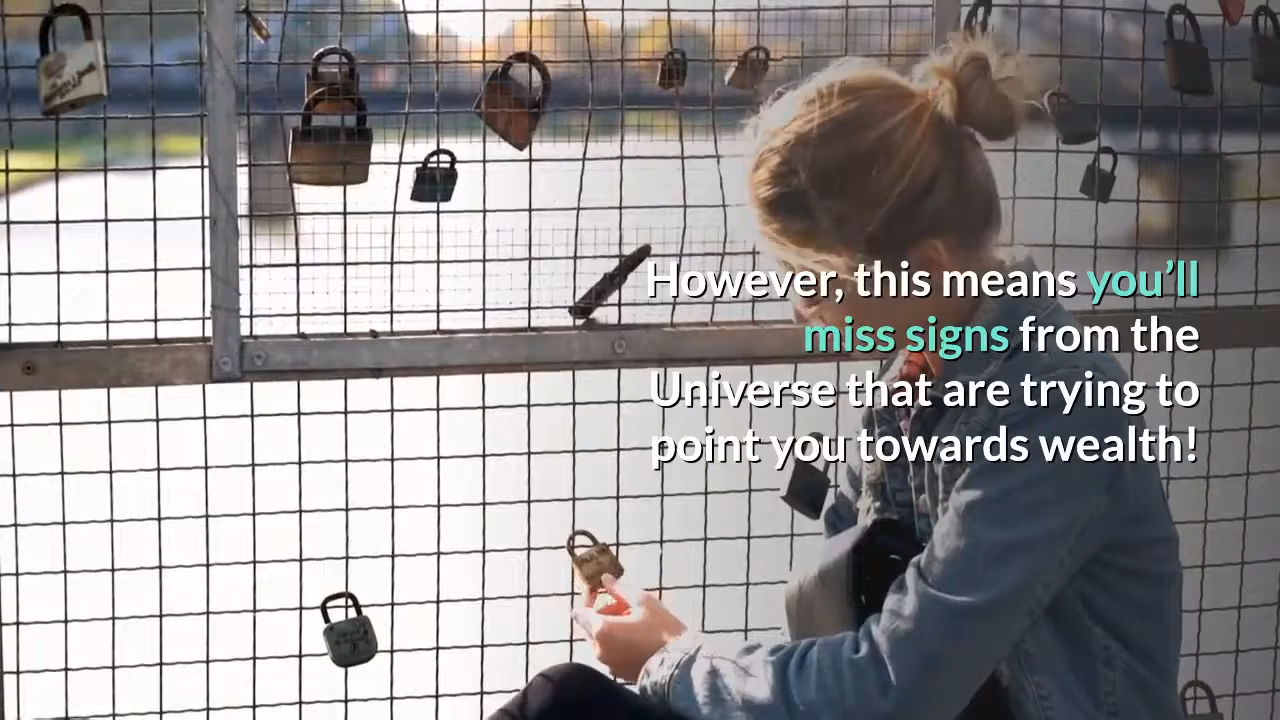 However, this means you’ll
miss signs from the
Universe that are trying to
point you towards wealth!